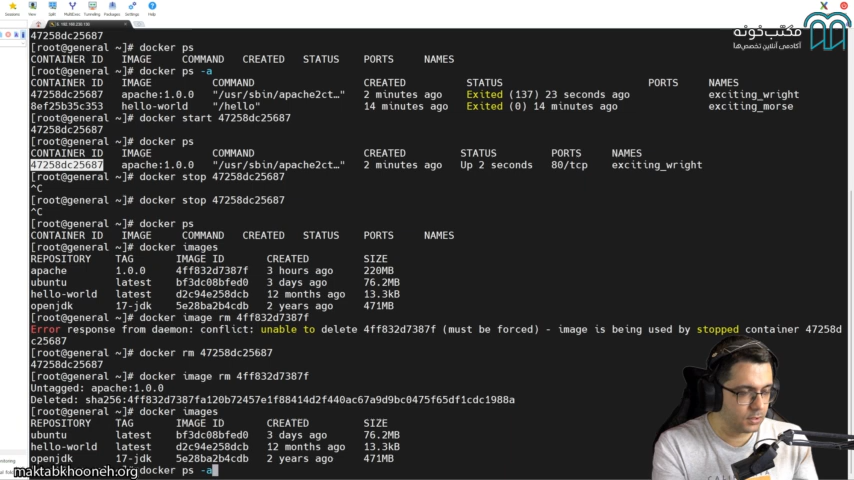 Sessions View Split MultiExec Tunneling Packages Settings Help
مکتب‌خونه
آکادمی آنلاین تخصص‌ها
47258dc25687
[root@general ~]# docker ps
CONTAINER ID IMAGE COMMAND CREATED STATUS PORTS NAMES
[root@general ~]# docker ps -a
CONTAINER ID IMAGE COMMAND CREATED STATUS PORTS NAMES
47258dc25687 apache:1.0.0 "/usr/sbin/apache2ct…" 2 minutes ago Exited (137) 23 seconds ago exciting_wright
8ef25b35c353 hello-world "/hello" 14 minutes ago Exited (0) 14 minutes ago exciting_morse
[root@general ~]# docker start 47258dc25687
47258dc25687
[root@general ~]# docker ps
CONTAINER ID IMAGE COMMAND CREATED STATUS PORTS NAMES
47258dc25687 apache:1.0.0 "/usr/sbin/apache2ct…" 2 minutes ago Up 2 seconds 80/tcp exciting_wright
[root@general ~]# docker stop 47258dc25687
^C
[root@general ~]# docker stop 47258dc25687
^C
[root@general ~]# docker ps
CONTAINER ID IMAGE COMMAND CREATED STATUS PORTS NAMES
[root@general ~]# docker images
REPOSITORY TAG IMAGE ID CREATED SIZE
apache 1.0.0 4ff832d7387f 3 hours ago 220MB
ubuntu latest bf3dc08bfed0 3 days ago 76.2MB
hello-world latest d2c94e258dcb 12 months ago 13.3kB
openjdk 17-jdk 5e28ba2b4cdb 2 years ago 471MB
[root@general ~]# docker image rm 4ff832d7387f
Error response from daemon: conflict: unable to delete 4ff832d7387f (must be forced) - image is being used by stopped container 47258d
c25687
[root@general ~]# docker rm 47258dc25687
47258dc25687
[root@general ~]# docker image rm 4ff832d7387f
Untagged: apache:1.0.0
Deleted: sha256:4ff832d7387fa120b72457e1f88414d2f440ac67a9d9bc0475f65df1cdc1988a
[root@general ~]# docker images
REPOSITORY TAG IMAGE ID CREATED SIZE
ubuntu latest bf3dc08bfed0 3 days ago 76.2MB
hello-world latest d2c94e258dcb 12 months ago 13.3kB
openjdk 17-jdk 5e28ba2b4cdb 2 years ago 471MB
docker ps -a
maktabkhooneh.org